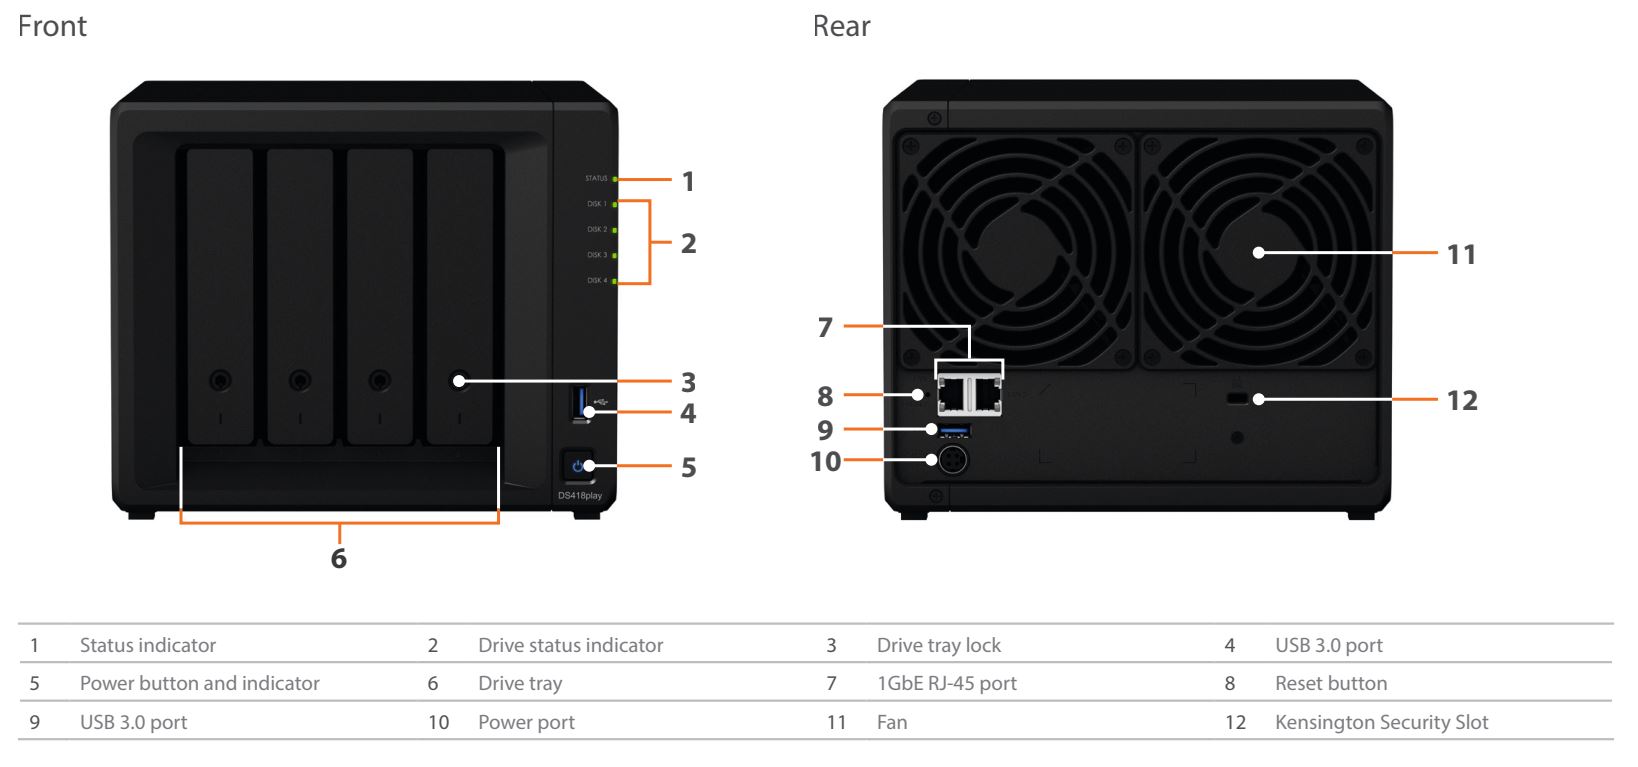 Front
Rear
STATUS
1
DISK 1
DISK 2
2
DISK 3
DISK 4
3
4
5
DS418play
6
7
8
9
10
11
12
1 Status indicator 2 Drive status indicator 3 Drive tray lock 4 USB 3.0 port
5 Power button and indicator 6 Drive tray 7 1GbE RJ-45 port 8 Reset button
9 USB 3.0 port 10 Power port 11 Fan 12 Kensington Security Slot